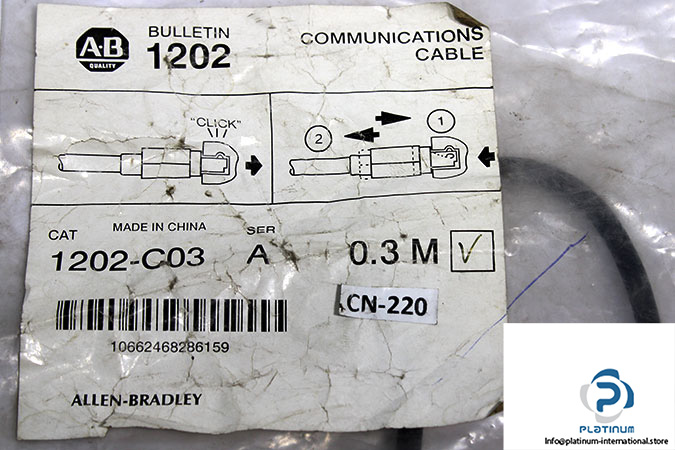 A-B
QUALITY
BULLETIN
1202
COMMUNICATIONS
CABLE
"CLICK"
2
1
MADE IN CHINA
CAT
SER
1202-C03
A
0.3 M
CN-220
10662468286159
ALLEN-BRADLEY
PLATINUM
Info@platinum-international.store